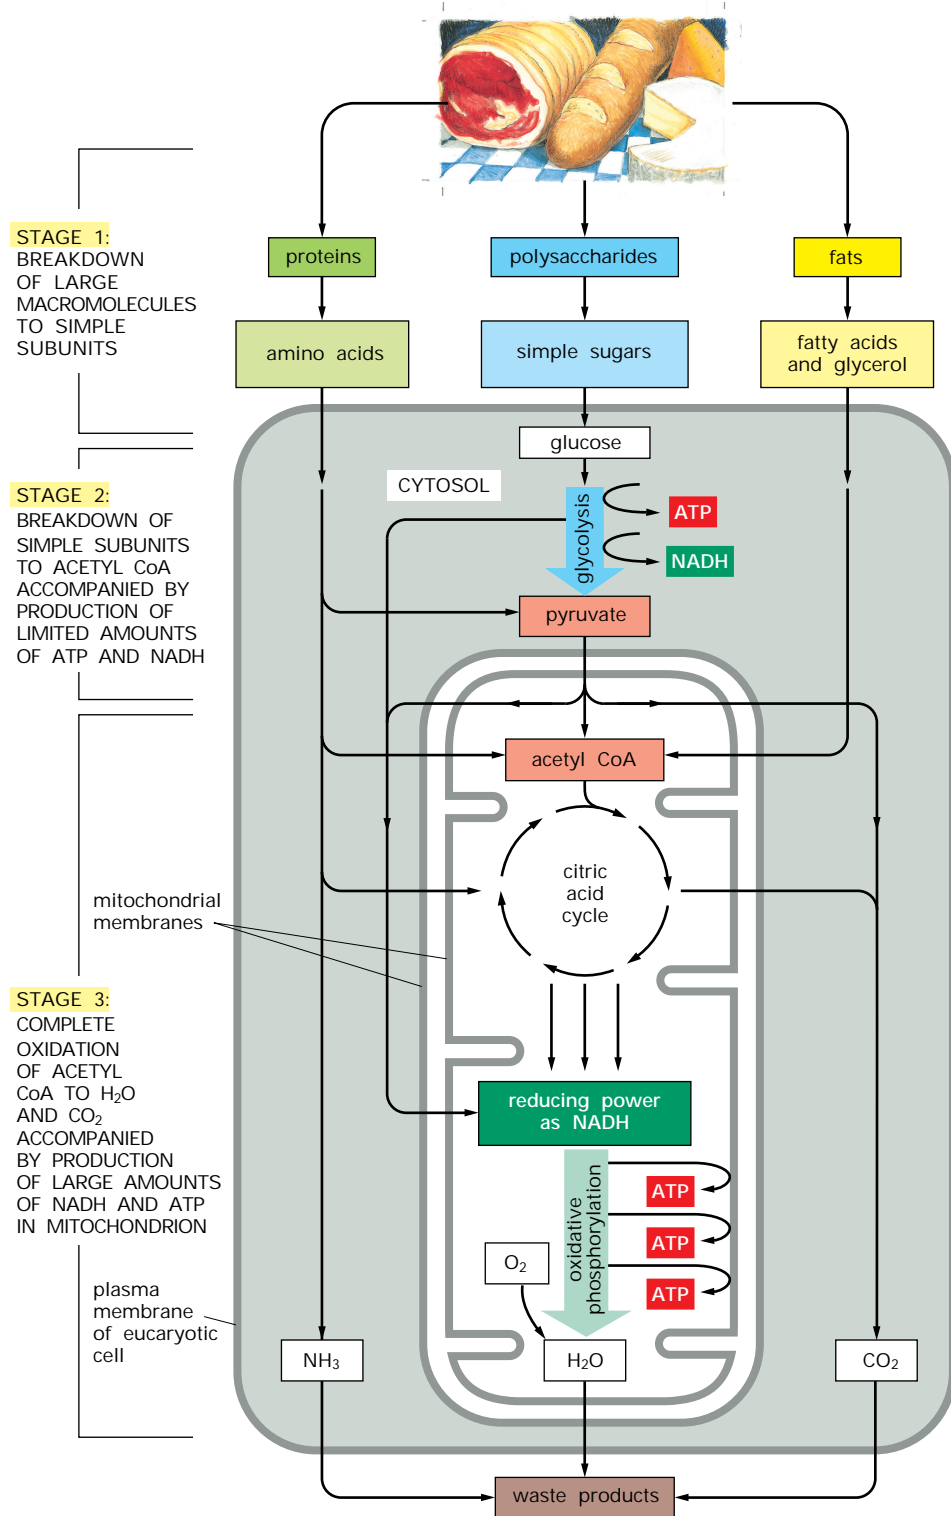 STAGE 1:
BREAKDOWN
OF LARGE
MACROMOLECULES
TO SIMPLE
SUBUNITS
proteins
polysaccharides
fats
amino acids
simple sugars
fatty acids
and glycerol
glucose
CYTOSOL
glycolysis
ATP
NADH
pyruvate
STAGE 2:
BREAKDOWN OF
SIMPLE SUBUNITS
TO ACETYL CoA
ACCOMPANIED BY
PRODUCTION OF
LIMITED AMOUNTS
OF ATP AND NADH
acetyl CoA
citric
acid
cycle
mitochondrial
membranes
STAGE 3:
COMPLETE
OXIDATION
OF ACETYL
CoA TO H₂O
AND CO₂
ACCOMPANIED
BY PRODUCTION
OF LARGE AMOUNTS
OF NADH AND ATP
IN MITOCHONDRION
reducing power
as NADH
oxidative
phosphorylation
ATP
ATP
ATP
O₂
plasma
membrane
of eucaryotic
cell
NH₃
H₂O
CO₂
waste products